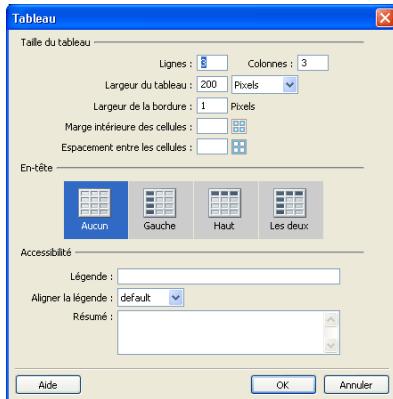 Tableau
Taille du tableau
Lignes : 3 Colonnes : 3
Largeur du tableau : 200 Pixels
Largeur de la bordure : 1 Pixels
Marge intérieure des cellules :
Espacement entre les cellules :
En-tête
Aucun Gauche Haut Les deux
Accessibilité
Légende :
Aligner la légende : default
Résumé :
Aide OK Annuler